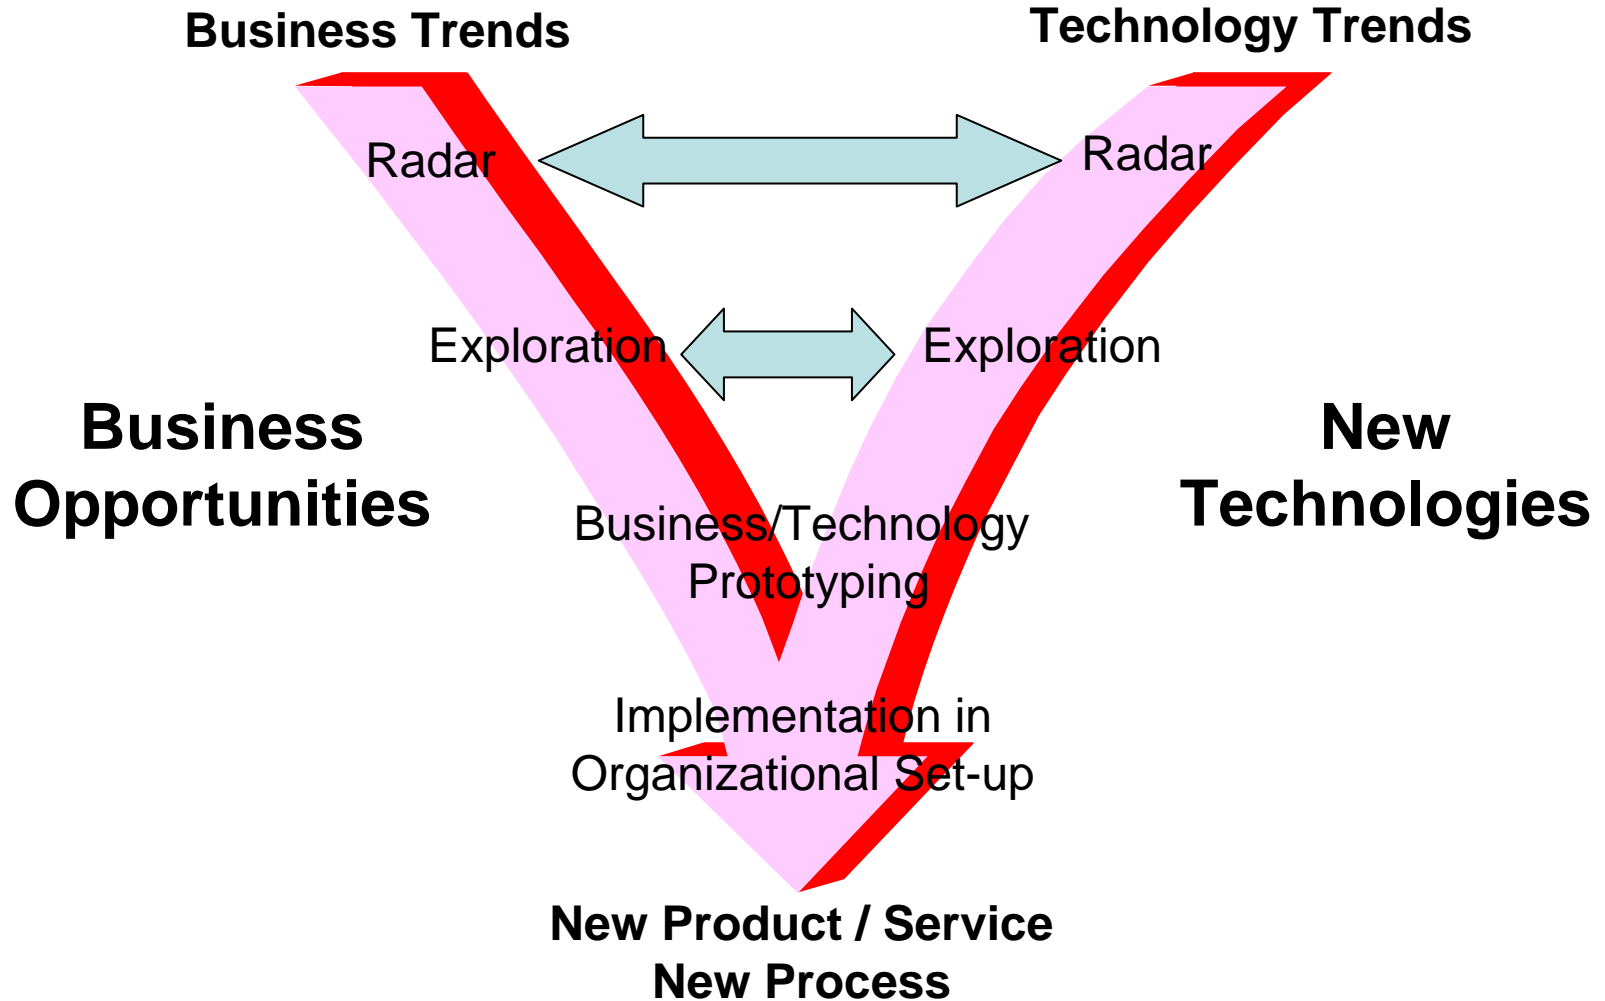 Business Trends
Technology Trends
Radar
Radar
Exploration
Exploration
Business
Opportunities
New
Technologies
Business/Technology
Prototyping
Implementation in
Organizational Set-up
New Product / Service
New Process